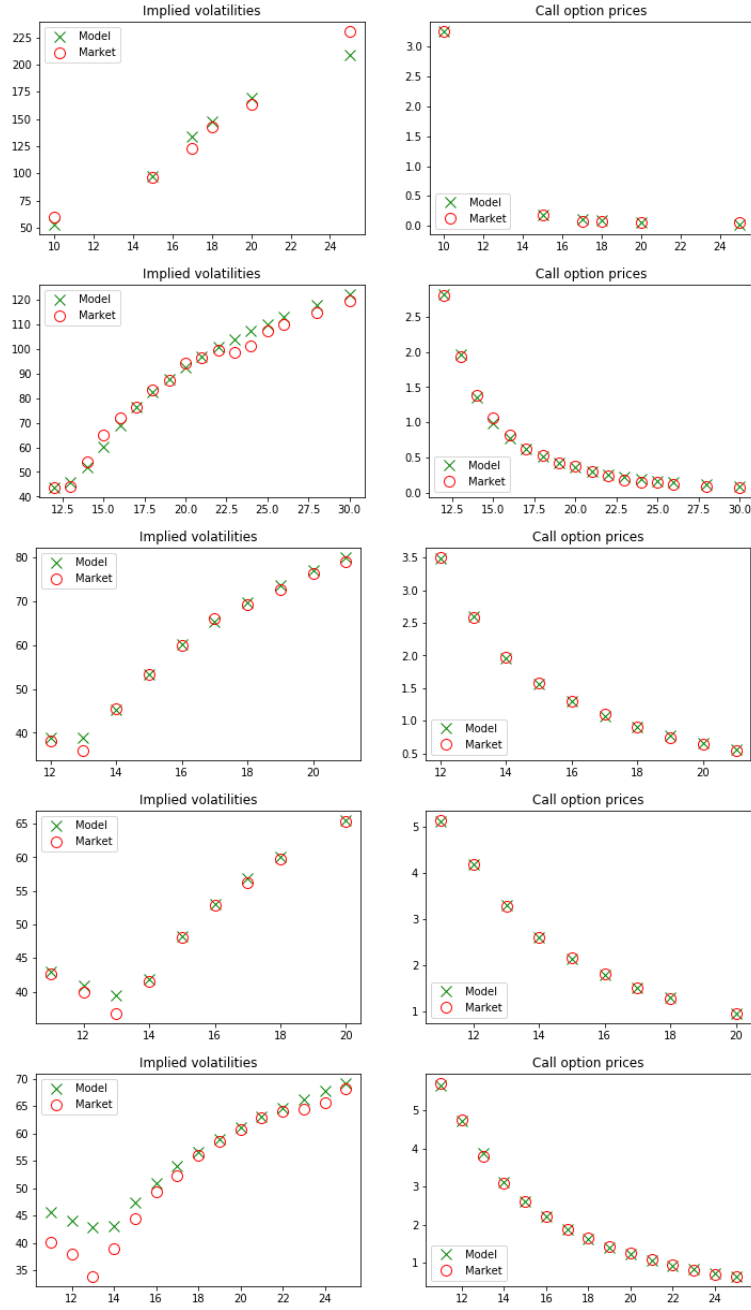 Implied volatilities
Call option prices
225
200
175
150
125
100
75
50
Model
Market
10 12 14 16 18 20 22 24
3.0
2.5
2.0
1.5
1.0
0.5
0.0
Model
Market
10 12 14 16 18 20 22 24
Implied volatilities
Call option prices
120
110
100
90
80
70
60
50
40
Model
Market
12.5 15.0 17.5 20.0 22.5 25.0 27.5 30.0
2.5
2.0
1.5
1.0
0.5
0.0
Model
Market
12.5 15.0 17.5 20.0 22.5 25.0 27.5 30.0
Implied volatilities
Call option prices
80
70
60
50
40
Model
Market
12 14 16 18 20
3.5
3.0
2.5
2.0
1.5
1.0
0.5
Model
Market
12 14 16 18 20
Implied volatilities
Call option prices
65
60
55
50
45
40
Model
Market
12 14 16 18 20
5
4
3
2
1
Model
Market
12 14 16 18 20
Implied volatilities
Call option prices
70
65
60
55
50
45
40
35
Model
Market
12 14 16 18 20 22 24
5
4
3
2
1
Model
Market
12 14 16 18 20 22 24